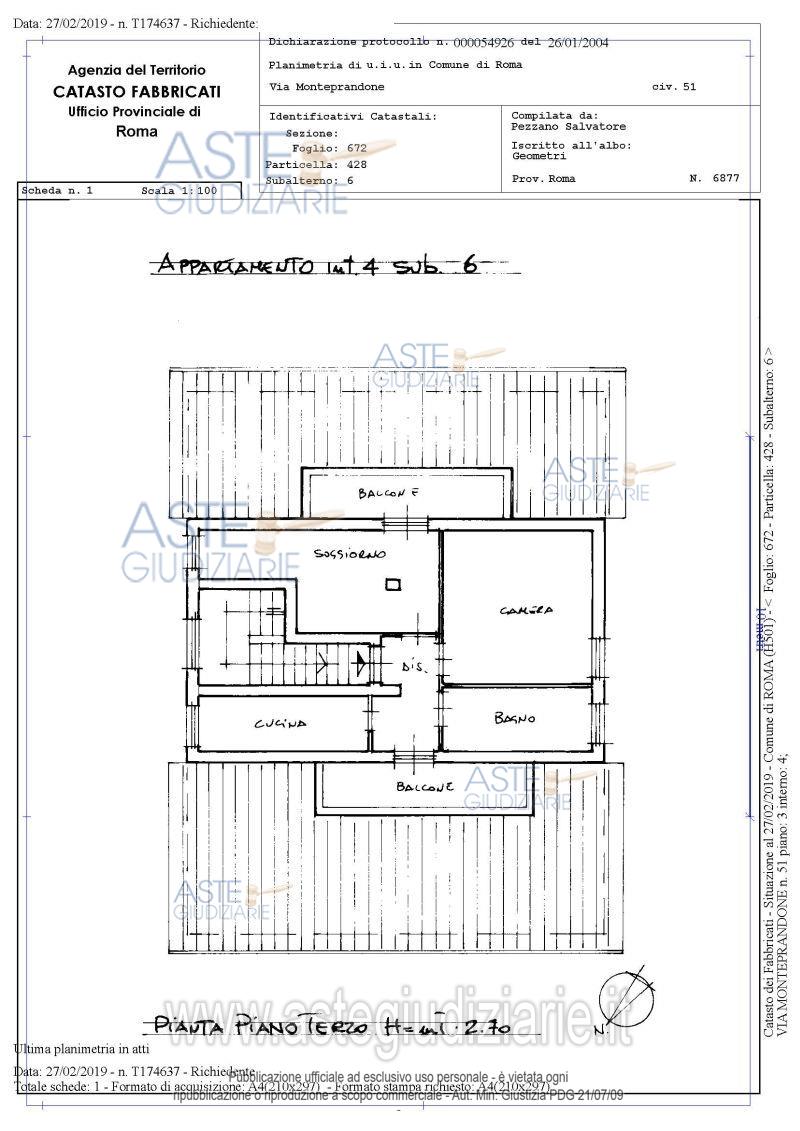 Data: 27/02/2019 - n. T174637 - Richiedente:
Agenzia del Territorio
CATASTO FABBRICATI
Ufficio Provinciale di
Roma
Dichiarazione protocollo n. 000054926 del 26/01/2004
Planimetria di u.i.u. in Comune di Roma
Via Monteprandone civ. 51
Identificativi Catastali:
Sezione:
Foglio: 672
Particella: 428
Subalterno: 6
Compilata da:
Pezzano Salvatore
Iscritto all'albo:
Geometri
Prov. Roma N. 6877
Scheda n. 1 Scala 1:100
ASTE
GIUDIZIARIE
APPARTAMENTO int. 4 SUB. 6
ASTE
GIUDIZIARIE
ASTE
GIUDIZIARIE
BALCONE
ASTE
GIUDIZIARIE
SOGGIORNO
CAMERA
DIS.
CUCINA
BAGNO
BALCONE
ASTE
GIUDIZIARIE
ASTE
GIUDIZIARIE
www.astegiudiziarie.it
PIANTA PIANO TERZO H= mT. 2.70
N.
10 metri
Catasto dei Fabbricati - Situazione al 27/02/2019 - Comune di ROMA (H501) - < Foglio: 672 - Particella: 428 - Subalterno: 6 >
VIA MONTEPRANDONE n. 51 piano: 3 interno: 4;
Ultima planimetria in atti
Data: 27/02/2019 - n. T174637 - Richiedente
Totale schede: 1 - Formato di acquisizione: A4(210x297) - Formato stampa richiesto: A4(210x297)
Pubblicazione ufficiale ad esclusivo uso personale - è vietata ogni
ripubblicazione o riproduzione a scopo commerciale - Aut. Min. Giustizia PDG 21/07/09